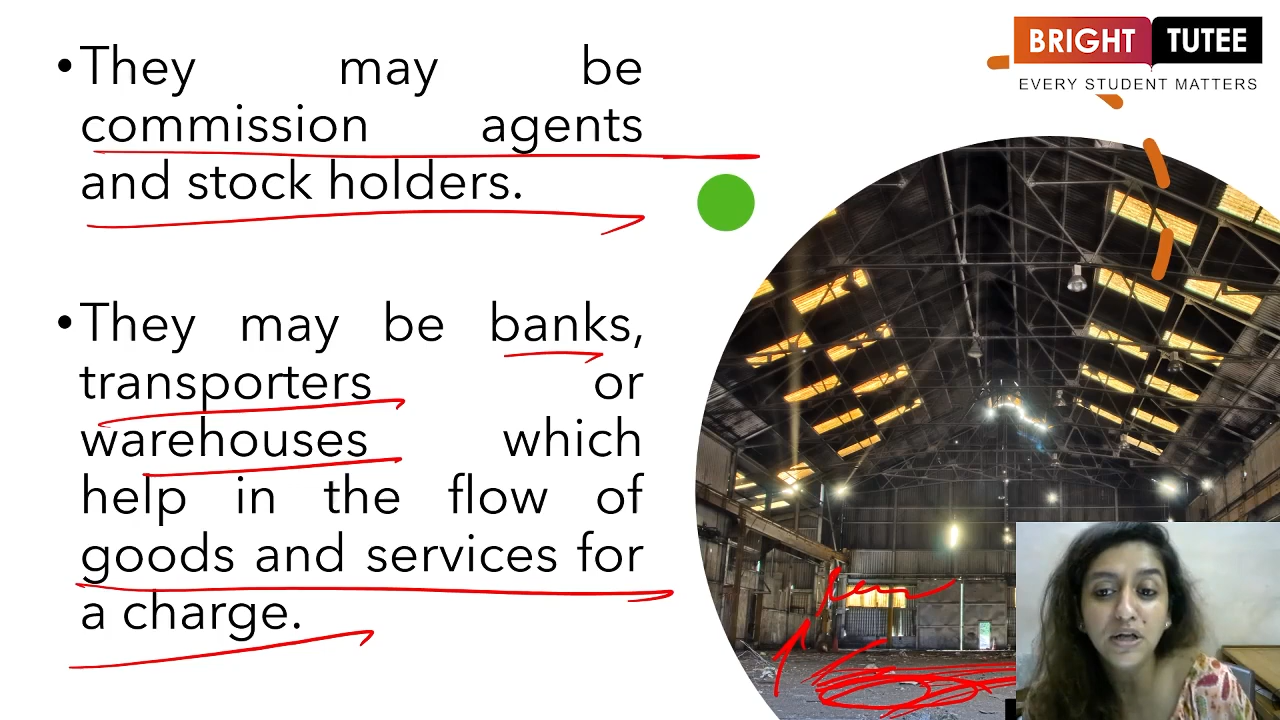 • They may be
commission agents
and stock holders.
• They may be banks,
transporters or
warehouses which
help in the flow of
goods and services for
a charge.
BRIGHT TUTEE
EVERY STUDENT MATTERS